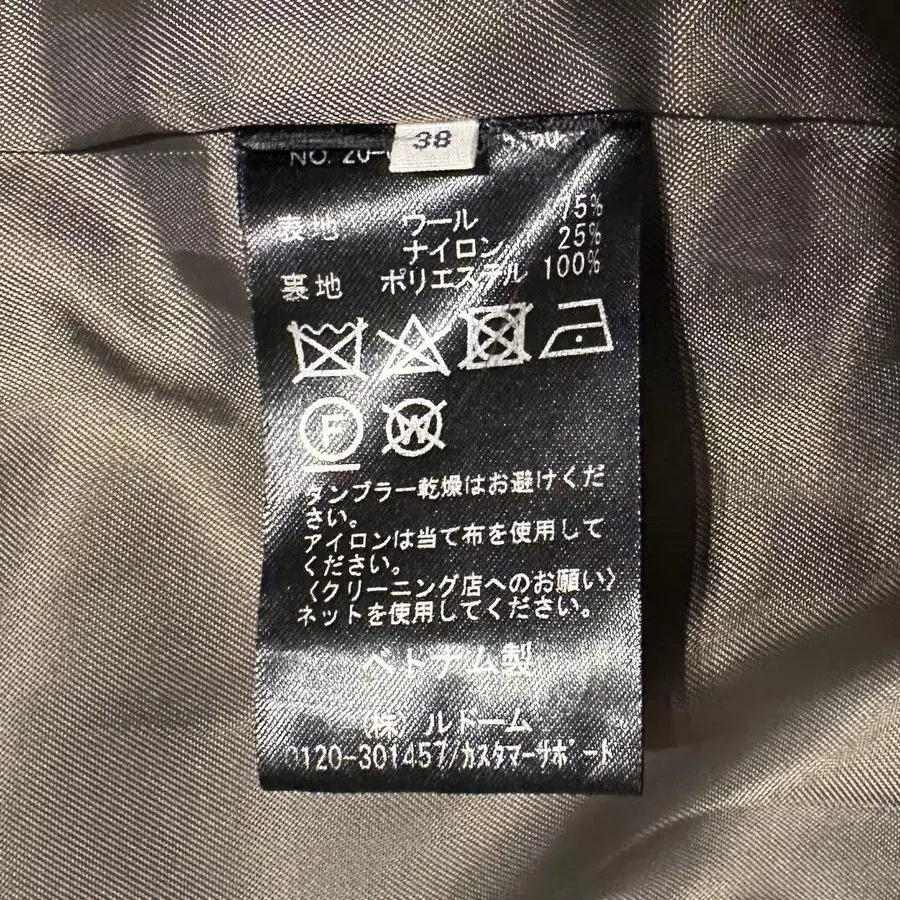 38
NO. 20-
表地 ワール 75%
ナイロン 25%
裏地 ポリエステル 100%
F
W
タンブラー乾燥はお避けくだ
さい。
アイロンは当て布を使用して
ください。
〈クリーニング店へのお願い〉
ネットを使用してください。
ベトナム製
(株)ルドーム
0120-301457/カスタマーサポート